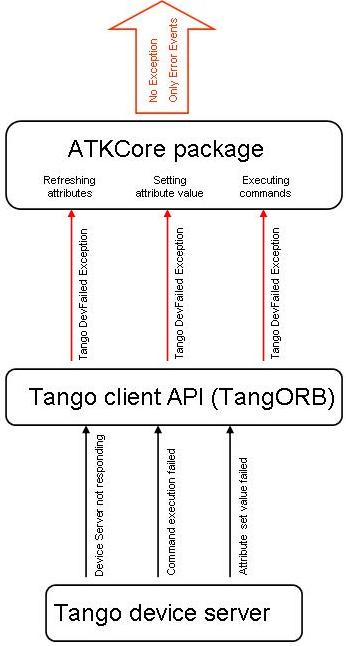 No Exception
Only Error Events
ATKCore package
Refreshing
attributes
Setting
attribute value
Executing
commands
Tango DevFailed Exception
Tango DevFailed Exception
Tango DevFailed Exception
Tango client API (TangORB)
Device Server not responding
Command execution failed
Attribute set value failed
Tango device server